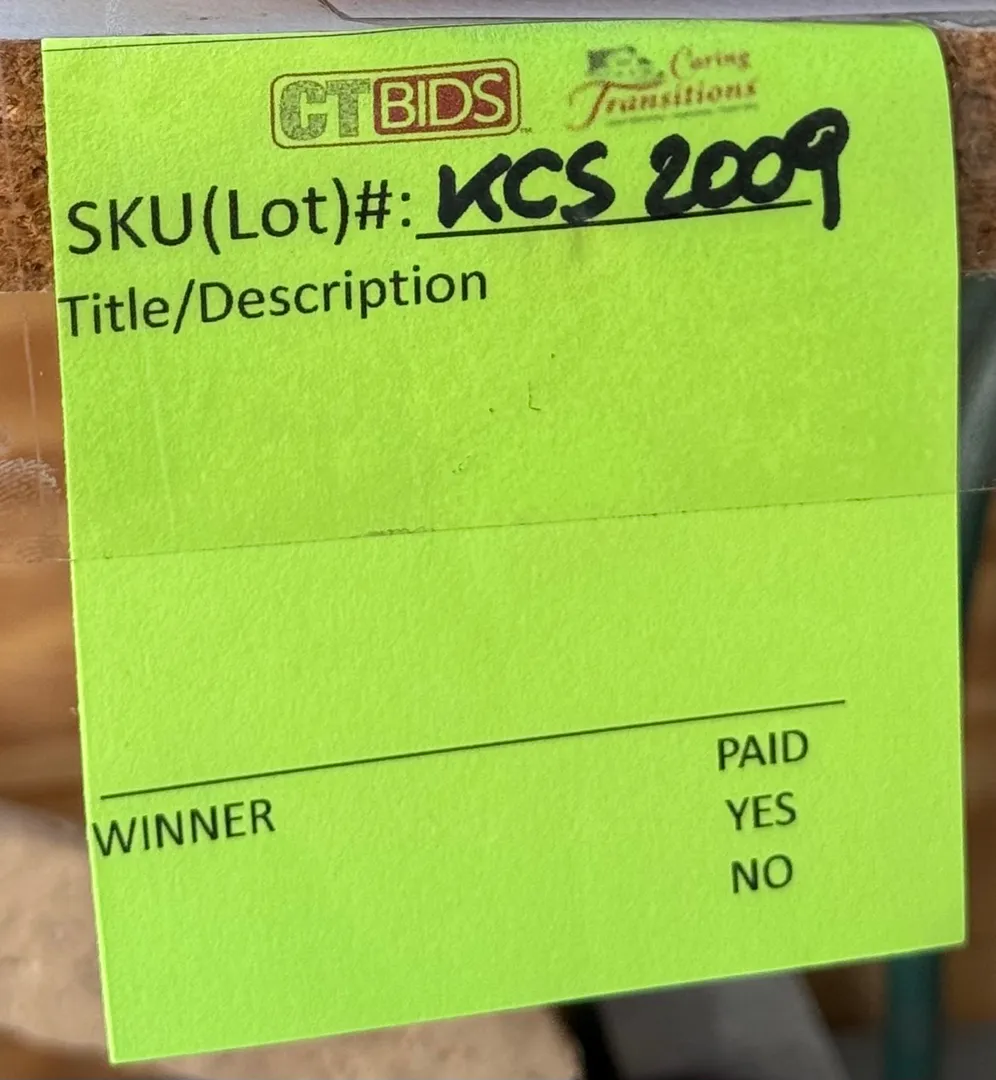 CTBIDS
Caring
Transitions
SKU(Lot)#: KCS 2009
Title/Description
WINNER
PAID
YES
NO